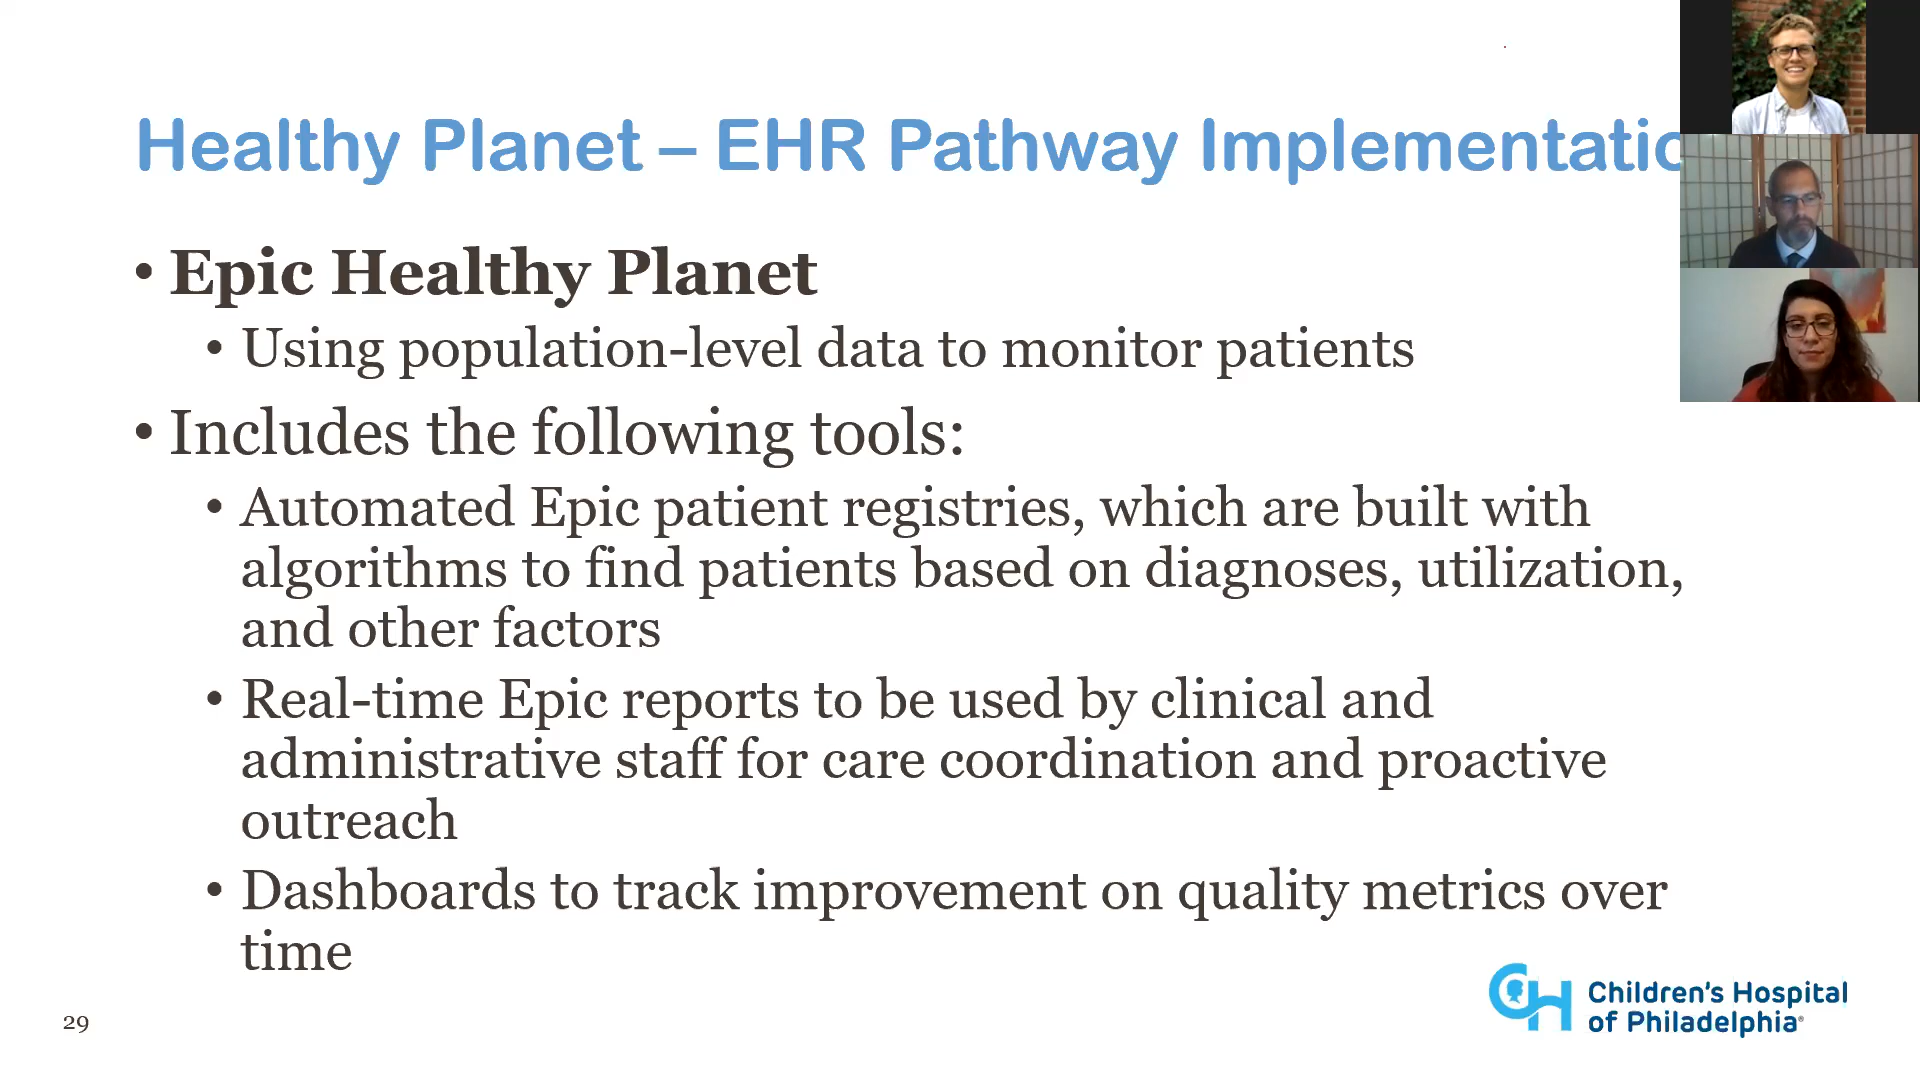 Healthy Planet – EHR Pathway Implementatio
• Epic Healthy Planet
• Using population-level data to monitor patients
• Includes the following tools:
• Automated Epic patient registries, which are built with
algorithms to find patients based on diagnoses, utilization,
and other factors
• Real-time Epic reports to be used by clinical and
administrative staff for care coordination and proactive
outreach
• Dashboards to track improvement on quality metrics over
time
29
CH
Children's Hospital
of Philadelphia®